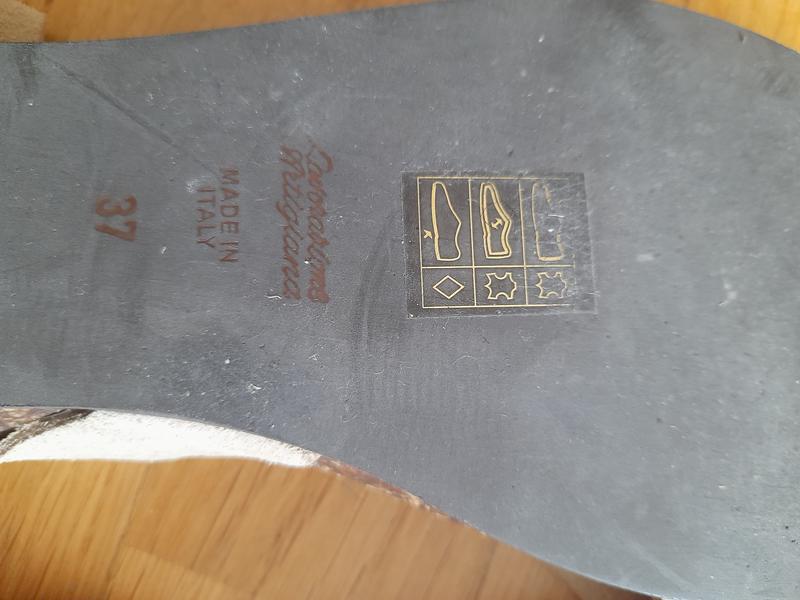 Lavorazione
Artigiana
MADE IN
ITALY
37